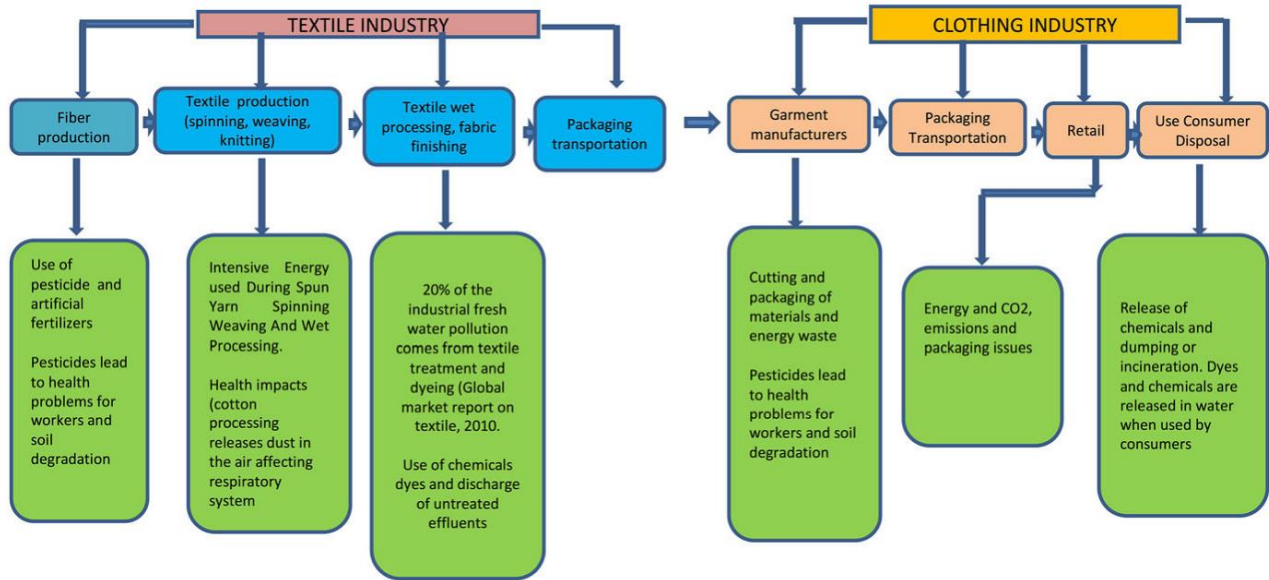 TEXTILE INDUSTRY
CLOTHING INDUSTRY
Fiber
production
Textile production
(spinning, weaving,
knitting)
Textile wet
processing, fabric
finishing
Packaging
transportation
Garment
manufacturers
Packaging
Transportation
Retail
Use Consumer
Disposal
Use of
pesticide and
artificial
fertilizers
Pesticides lead
to health
problems for
workers and
soil
degradation
Intensive Energy
used During Spun
Yarn Spinning
Weaving And Wet
Processing.
Health impacts
(cotton
processing
releases dust in
the air affecting
respiratory
system
20% of the
industrial fresh
water pollution
comes from textile
treatment and
dyeing (Global
market report on
textile, 2010.
Use of chemicals
dyes and discharge
of untreated
effluents
Cutting and
packaging of
materials and
energy waste
Pesticides lead
to health
problems for
workers and soil
degradation
Energy and CO2,
emissions and
packaging issues
Release of
chemicals and
dumping or
incineration. Dyes
and chemicals are
released in water
when used by
consumers